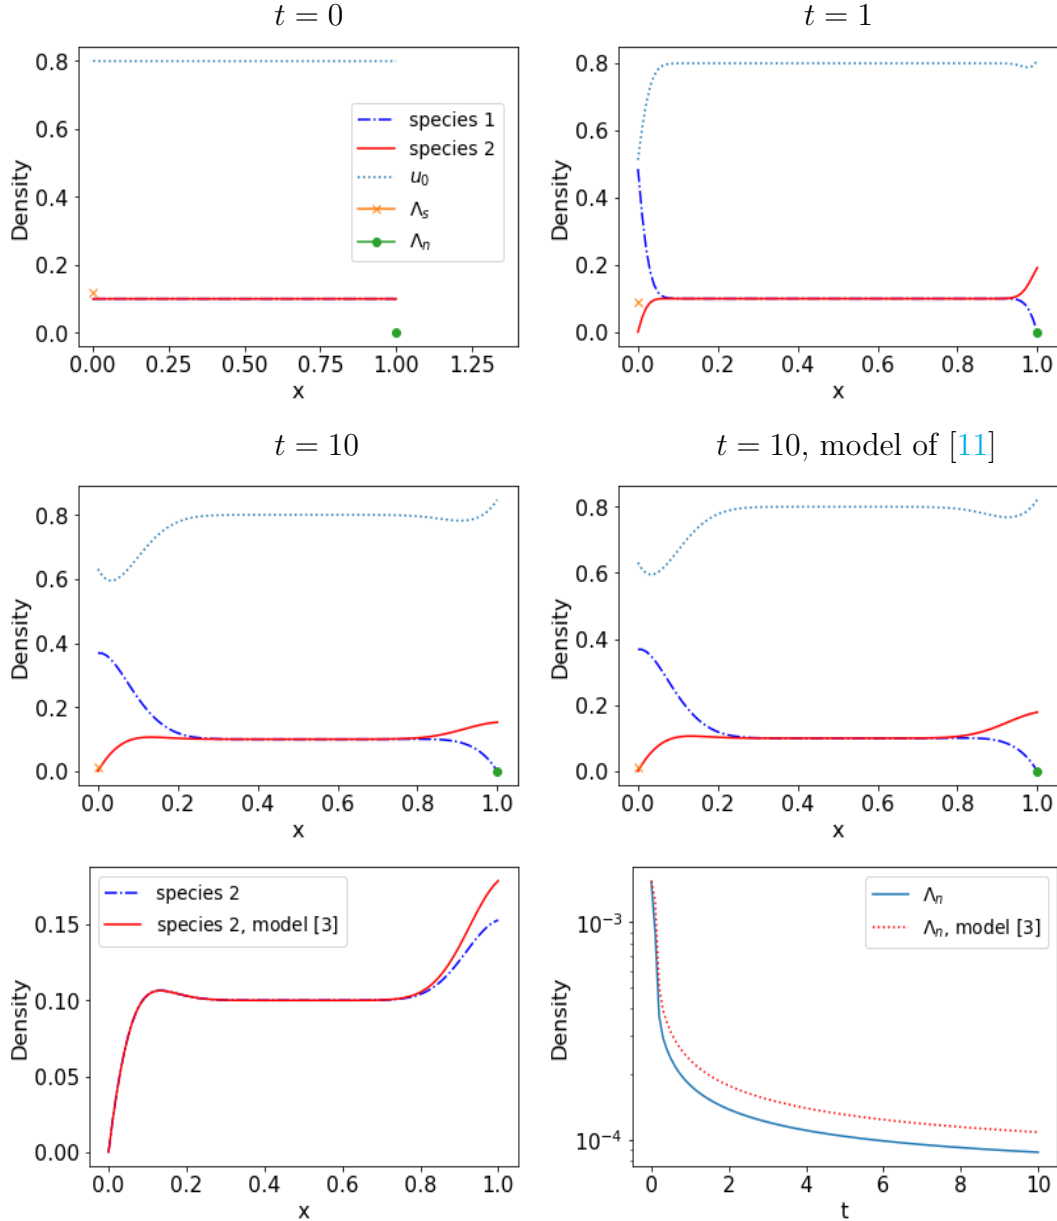 t = 0
t = 1
Density
0.8
0.6
0.4
0.2
0.0
species 1
species 2
u₀
Λₛ
Λₙ
0.00 0.25 0.50 0.75 1.00 1.25
x
Density
0.8
0.6
0.4
0.2
0.0
0.0 0.2 0.4 0.6 0.8 1.0
x
t = 10
t = 10, model of [11]
Density
0.8
0.6
0.4
0.2
0.0
0.0 0.2 0.4 0.6 0.8 1.0
x
Density
0.8
0.6
0.4
0.2
0.0
0.0 0.2 0.4 0.6 0.8 1.0
x
Density
0.15
0.10
0.05
0.00
species 2
species 2, model [3]
0.0 0.2 0.4 0.6 0.8 1.0
x
Density
10⁻³
10⁻⁴
Λₙ
Λₙ, model [3]
0 2 4 6 8 10
t